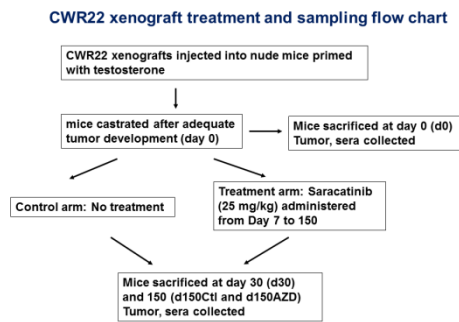 CWR22 xenograft treatment and sampling flow chart
CWR22 xenografts injected into nude mice primed
with testosterone
mice castrated after adequate
tumor development (day 0)
Mice sacrificed at day 0 (d0)
Tumor, sera collected
Control arm: No treatment
Treatment arm: Saracatinib
(25 mg/kg) administered
from Day 7 to 150
Mice sacrificed at day 30 (d30)
and 150 (d150Ctl and d150AZD)
Tumor, sera collected